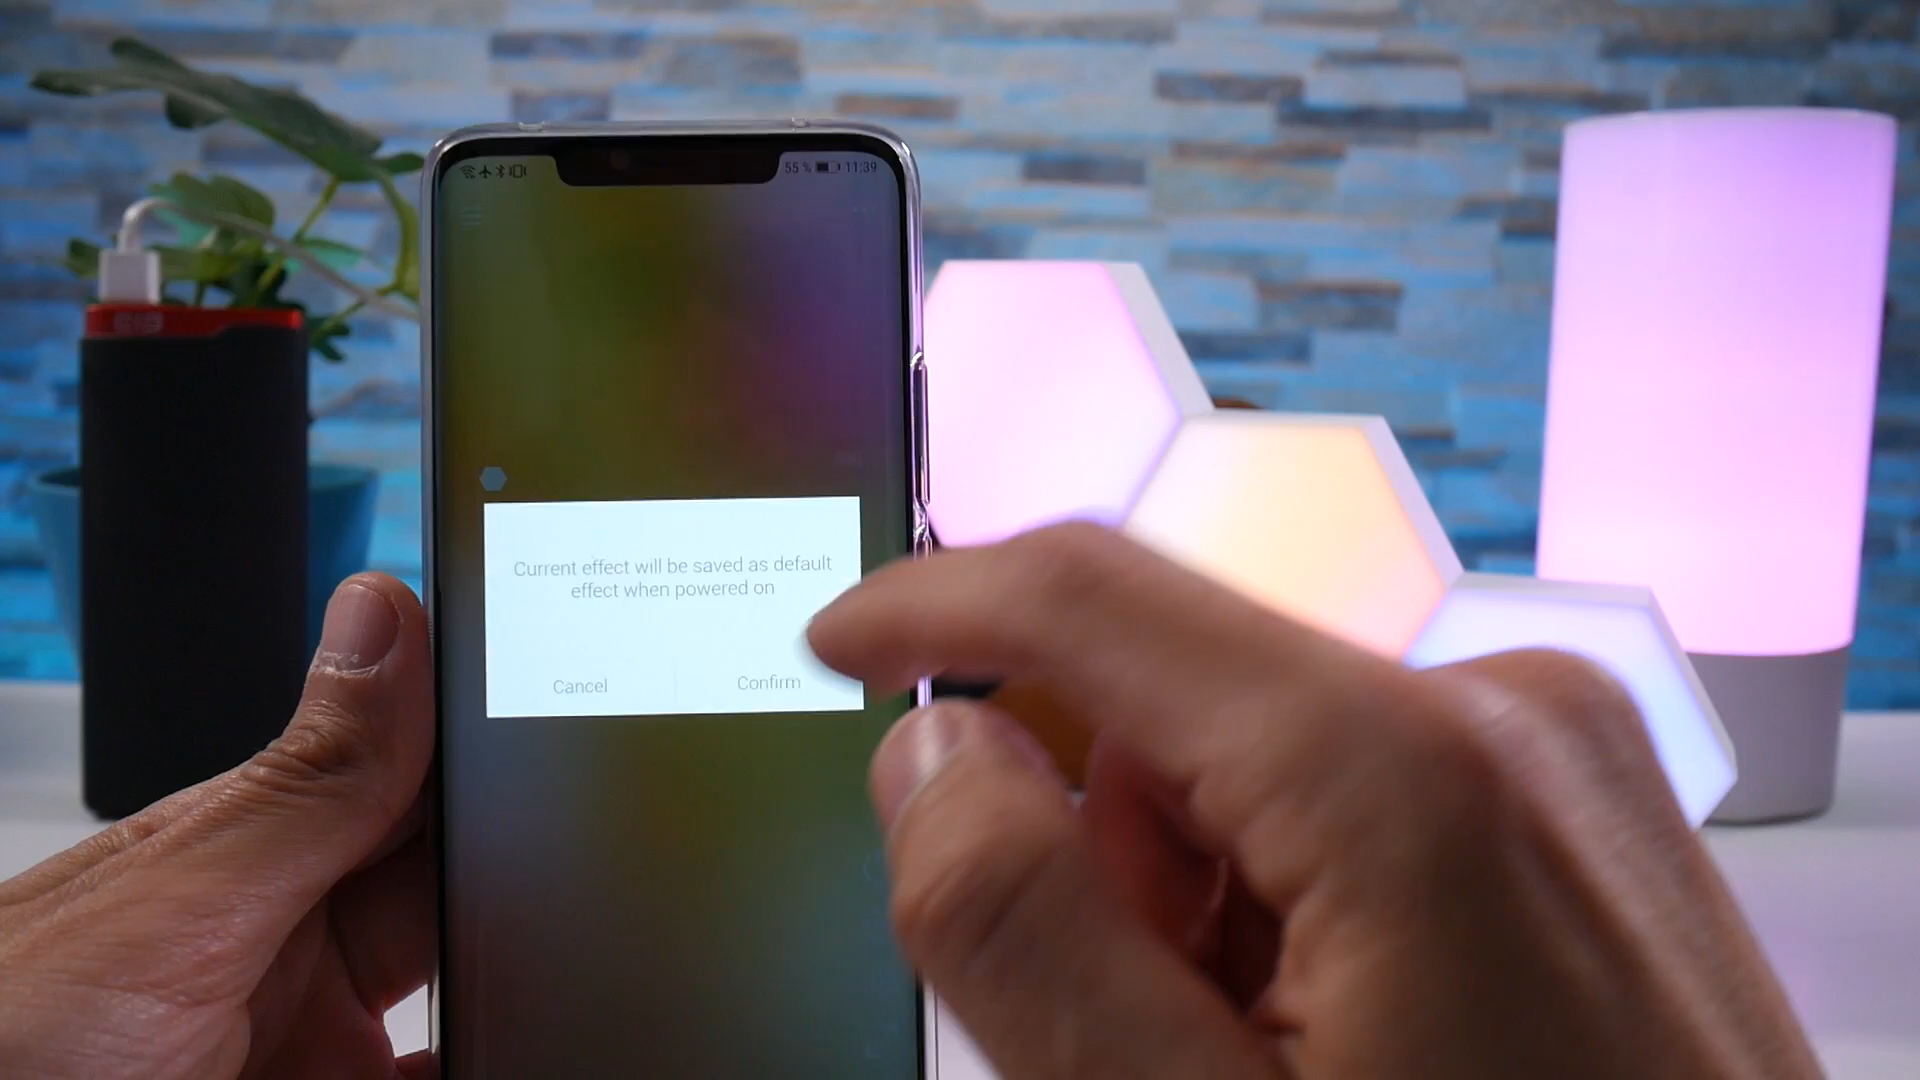 55 % 11:39
Current effect will be saved as default
effect when powered on
Cancel Confirm